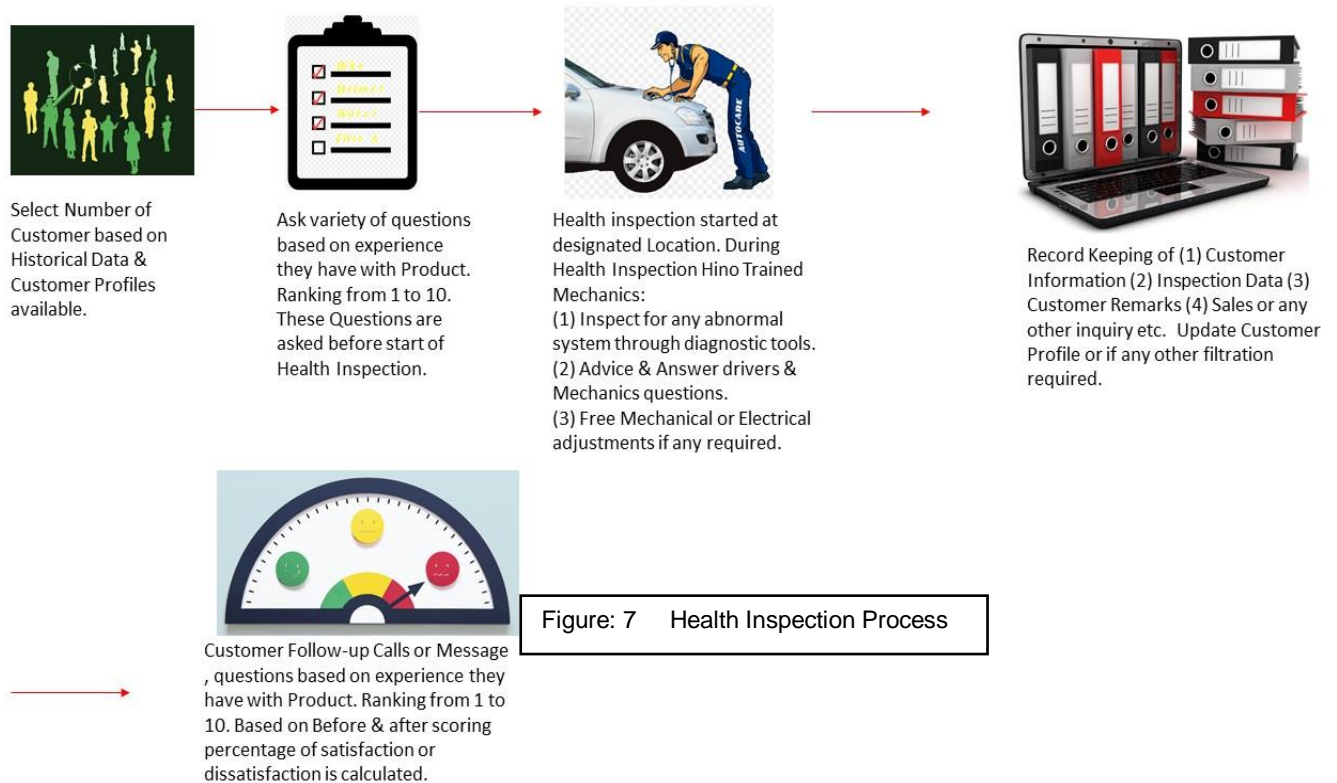 Select Number of
Customer based on
Historical Data &
Customer Profiles
available.
Ask variety of questions
based on experience
they have with Product.
Ranking from 1 to 10.
These Questions are
asked before start of
Health Inspection.
AUTOCARE
Health inspection started at
designated Location. During
Health Inspection Hino Trained
Mechanics:
(1) Inspect for any abnormal
system through diagnostic tools.
(2) Advice & Answer drivers &
Mechanics questions.
(3) Free Mechanical or Electrical
adjustments if any required.
Record Keeping of (1) Customer
Information (2) Inspection Data (3)
Customer Remarks (4) Sales or any
other inquiry etc.  Update Customer
Profile or if any other filtration
required.
Figure: 7 Health Inspection Process
Customer Follow-up Calls or Message
, questions based on experience they
have with Product. Ranking from 1 to
10. Based on Before & after scoring
percentage of satisfaction or
dissatisfaction is calculated.